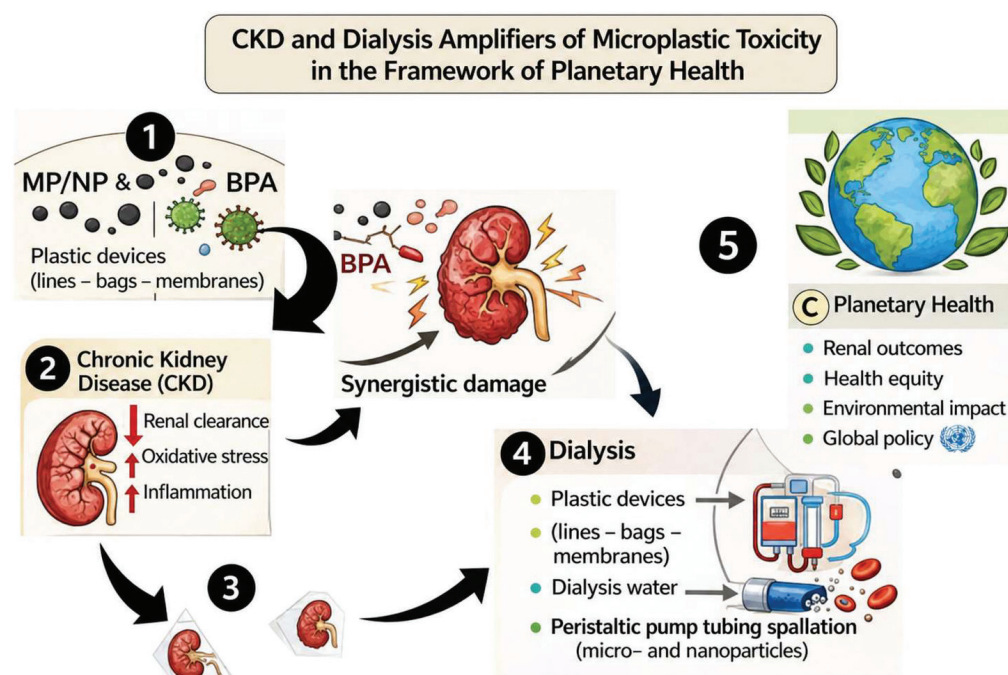 CKD and Dialysis Amplifiers of Microplastic Toxicity
in the Framework of Planetary Health
1
MP/NP & BPA
Plastic devices
(lines – bags – membranes)
BPA
Synergistic damage
2 Chronic Kidney
Disease (CKD)
Renal clearance
Oxidative stress
Inflammation
3
4 Dialysis
Plastic devices
(lines – bags –
membranes)
Dialysis water
Peristaltic pump tubing spallation
(micro– and nanoparticles)
5
C Planetary Health
Renal outcomes
Health equity
Environmental impact
Global policy